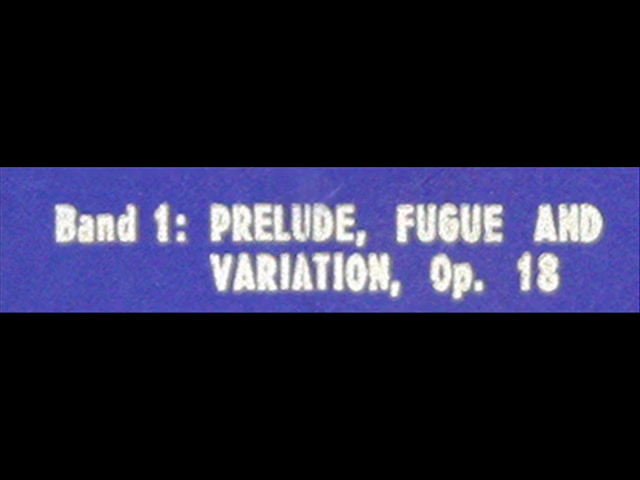 Band 1: PRELUDE, FUGUE AND
VARIATION, Op. 18